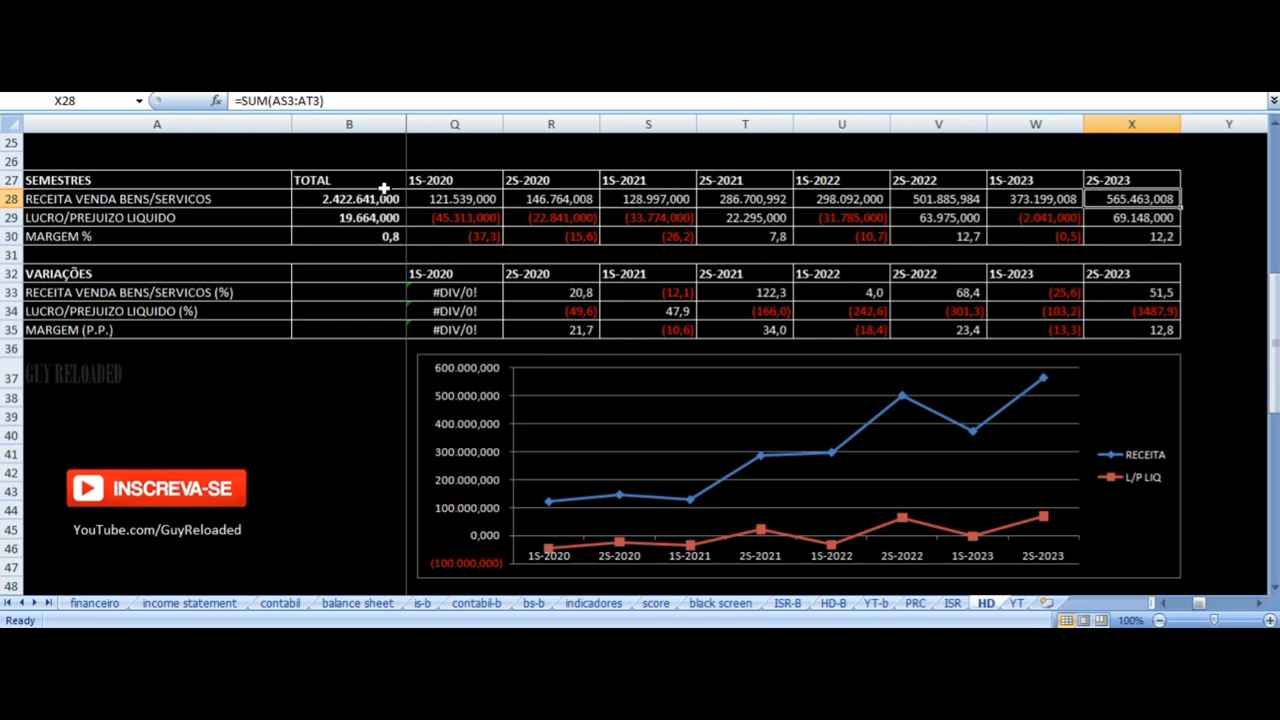 X28 fx =SUM(AS3:AT3)
A B Q R S T U V W X Y
25
26
27 SEMESTRES TOTAL 1S-2020 2S-2020 1S-2021 2S-2021 1S-2022 2S-2022 1S-2023 2S-2023
28 RECEITA VENDA BENS/SERVICOS 2.422.641,000 121.539,000 146.764,008 128.997,000 286.700,992 298.092,000 501.885,984 373.199,008 565.463,008
29 LUCRO/PREJUIZO LIQUIDO 19.664,000 (45.313,000) (22.841,000) (33.774,000) 22.295,000 (31.785,000) 63.975,000 (2.041,000) 69.148,000
30 MARGEM % 0,8 (37,3) (15,6) (26,2) 7,8 (10,7) 12,7 (0,5) 12,2
31
32 VARIAÇÕES 1S-2020 2S-2020 1S-2021 2S-2021 1S-2022 2S-2022 1S-2023 2S-2023
33 RECEITA VENDA BENS/SERVICOS (%) #DIV/0! 20,8 (12,1) 122,3 4,0 68,4 (25,6) 51,5
34 LUCRO/PREJUIZO LIQUIDO (%) #DIV/0! (49,6) 47,9 (166,0) (242,6) (301,3) (103,2) (3487,9)
35 MARGEM (P.P.) #DIV/0! 21,7 (10,6) 34,0 (18,4) 23,4 (13,3) 12,8
36
37 GUY RELOADED
38
39
40
41
42
43
44
45
46
47
48
600.000,000
500.000,000
400.000,000
300.000,000
200.000,000
100.000,000
0,000
(100.000,000)
1S-2020 2S-2020 1S-2021 2S-2021 1S-2022 2S-2022 1S-2023 2S-2023
RECEITA
L/P LIQ
INSCREVA-SE
YouTube.com/GuyReloaded
financeiro income statement contabil balance sheet is-b contabil-b bs-b indicadores score black screen ISR-B HD-B YT-b PRC ISR HD YT
Ready 100%